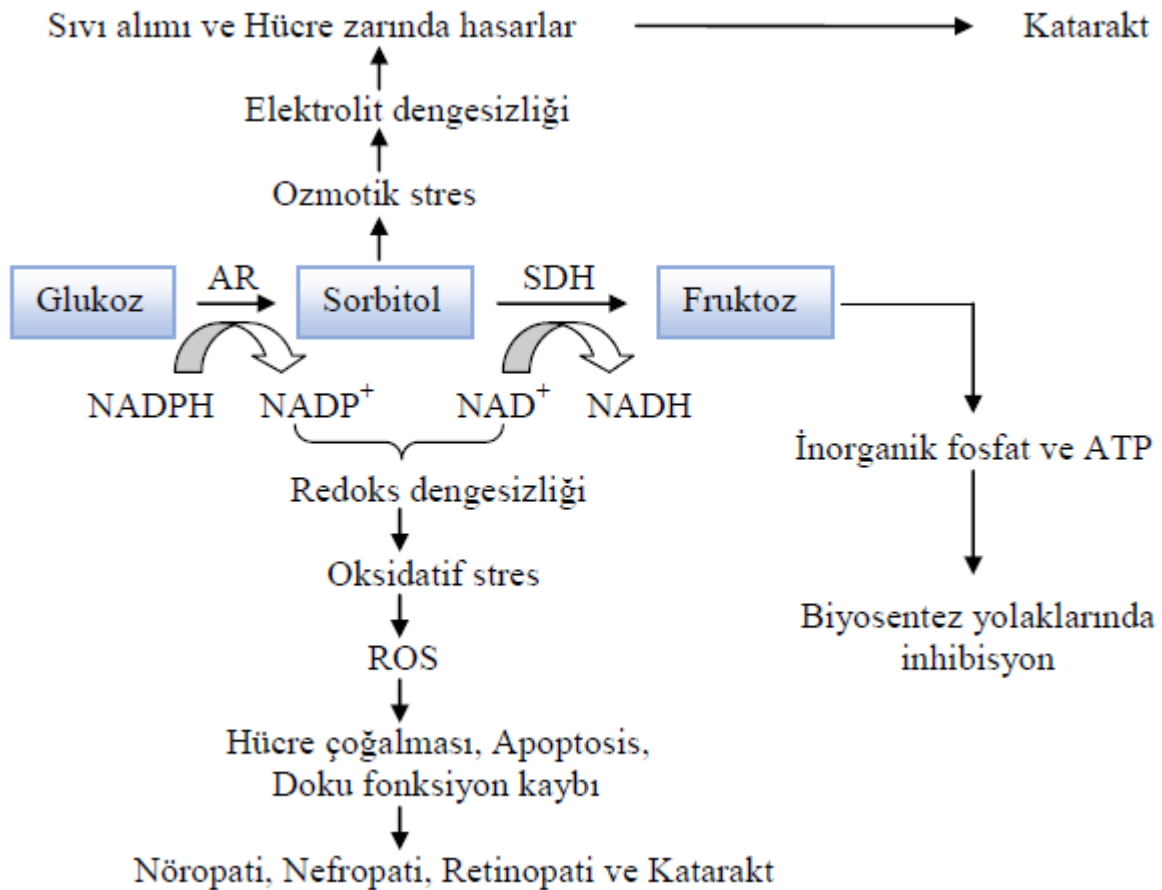 Sıvı alımı ve Hücre zarında hasarlar
Katarakt
Elektrolit dengesizliği
Ozmotik stres
Glukoz
AR
Sorbitol
SDH
Fruktoz
NADPH
NADP⁺
NAD⁺
NADH
Redoks dengesizliği
Oksidatif stres
ROS
Hücre çoğalması, Apoptosis,
Doku fonksiyon kaybı
Nöropati, Nefropati, Retinopati ve Katarakt
İnorganik fosfat ve ATP
Biyosentez yolaklarında
inhibisyon